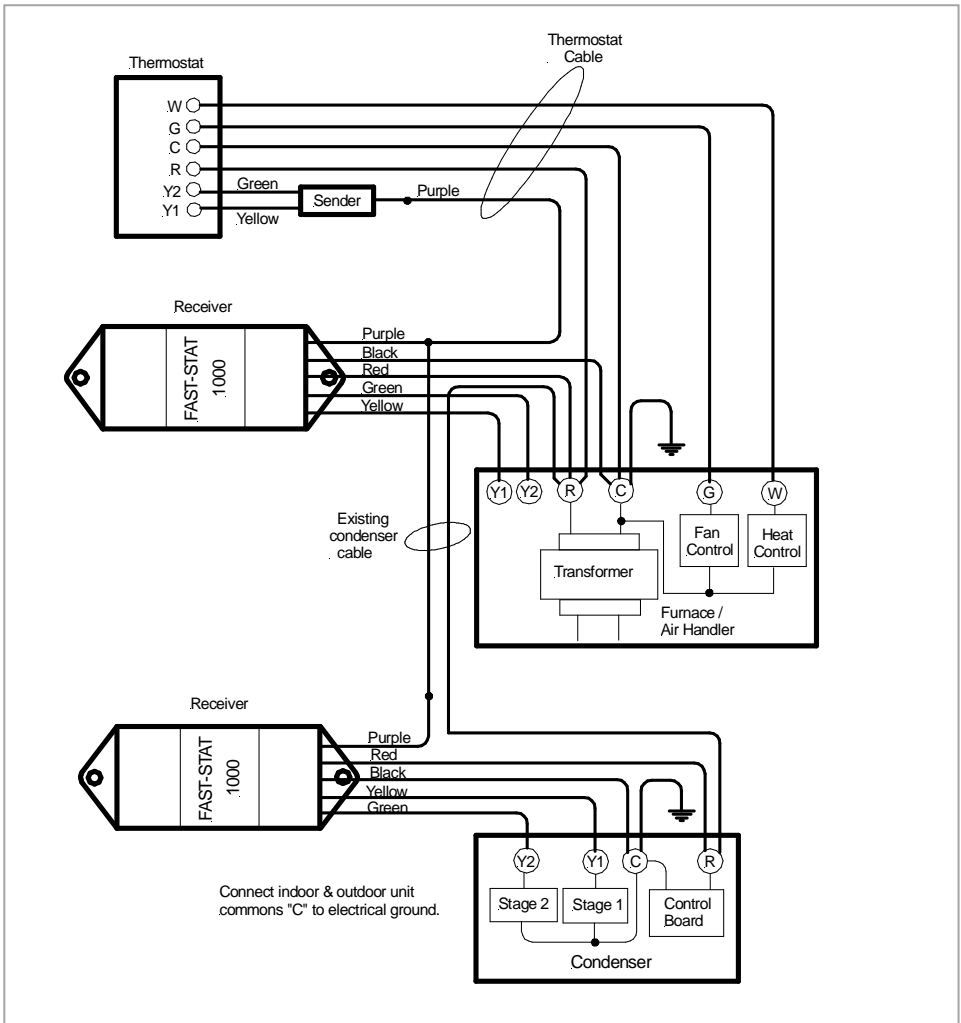 Thermostat
Cable
Thermostat
W
G
C
R
Y2
Y1
Green
Yellow
Sender
Purple
Receiver
FAST-STAT
1000
Purple
Black
Red
Green
Yellow
Y1
Y2
R
C
G
W
Existing
condenser
cable
Transformer
Fan
Control
Heat
Control
Furnace /
Air Handler
Receiver
FAST-STAT
1000
Purple
Red
Black
Yellow
Green
Y2
Y1
C
R
Stage 2
Stage 1
Control
Board
Condenser
Connect indoor & outdoor unit
commons "C" to electrical ground.